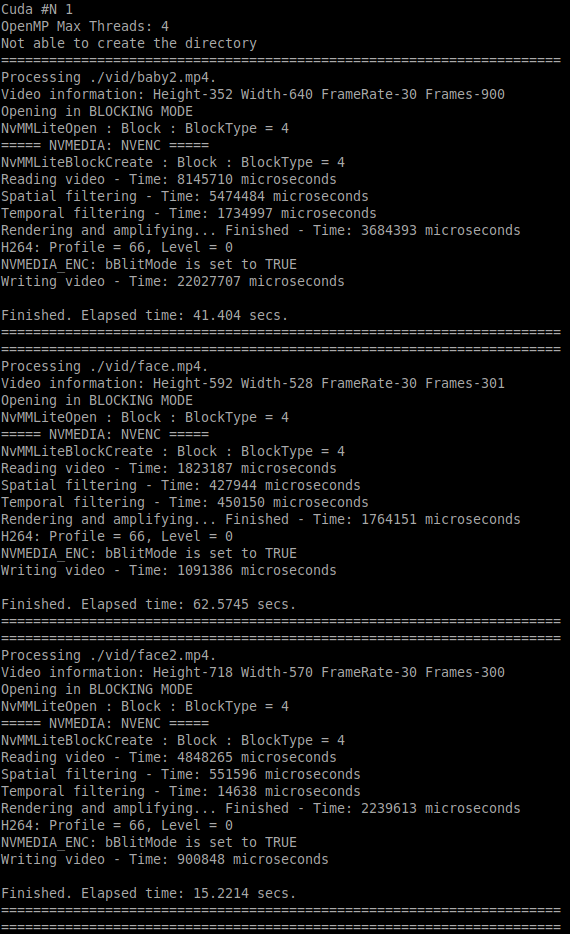 Cuda #N 1
OpenMP Max Threads: 4
Not able to create the directory
======================================================================
Processing ./vid/baby2.mp4.
Video information: Height-352 Width-640 FrameRate-30 Frames-900
Opening in BLOCKING MODE
NvMMLiteOpen : Block : BlockType = 4
===== NVMEDIA: NVENC =====
NvMMLiteBlockCreate : Block : BlockType = 4
Reading video - Time: 8145710 microseconds
Spatial filtering - Time: 5474484 microseconds
Temporal filtering - Time: 1734997 microseconds
Rendering and amplifying... Finished - Time: 3684393 microseconds
H264: Profile = 66, Level = 0
NVMEDIA_ENC: bBlitMode is set to TRUE
Writing video - Time: 22027707 microseconds

Finished. Elapsed time: 41.404 secs.
======================================================================
======================================================================
Processing ./vid/face.mp4.
Video information: Height-592 Width-528 FrameRate-30 Frames-301
Opening in BLOCKING MODE
NvMMLiteOpen : Block : BlockType = 4
===== NVMEDIA: NVENC =====
NvMMLiteBlockCreate : Block : BlockType = 4
Reading video - Time: 1823187 microseconds
Spatial filtering - Time: 427944 microseconds
Temporal filtering - Time: 450150 microseconds
Rendering and amplifying... Finished - Time: 1764151 microseconds
H264: Profile = 66, Level = 0
NVMEDIA_ENC: bBlitMode is set to TRUE
Writing video - Time: 1091386 microseconds

Finished. Elapsed time: 62.5745 secs.
======================================================================
======================================================================
Processing ./vid/face2.mp4.
Video information: Height-718 Width-570 FrameRate-30 Frames-300
Opening in BLOCKING MODE
NvMMLiteOpen : Block : BlockType = 4
===== NVMEDIA: NVENC =====
NvMMLiteBlockCreate : Block : BlockType = 4
Reading video - Time: 4848265 microseconds
Spatial filtering - Time: 551596 microseconds
Temporal filtering - Time: 14638 microseconds
Rendering and amplifying... Finished - Time: 2239613 microseconds
H264: Profile = 66, Level = 0
NVMEDIA_ENC: bBlitMode is set to TRUE
Writing video - Time: 900848 microseconds

Finished. Elapsed time: 15.2214 secs.
======================================================================
======================================================================